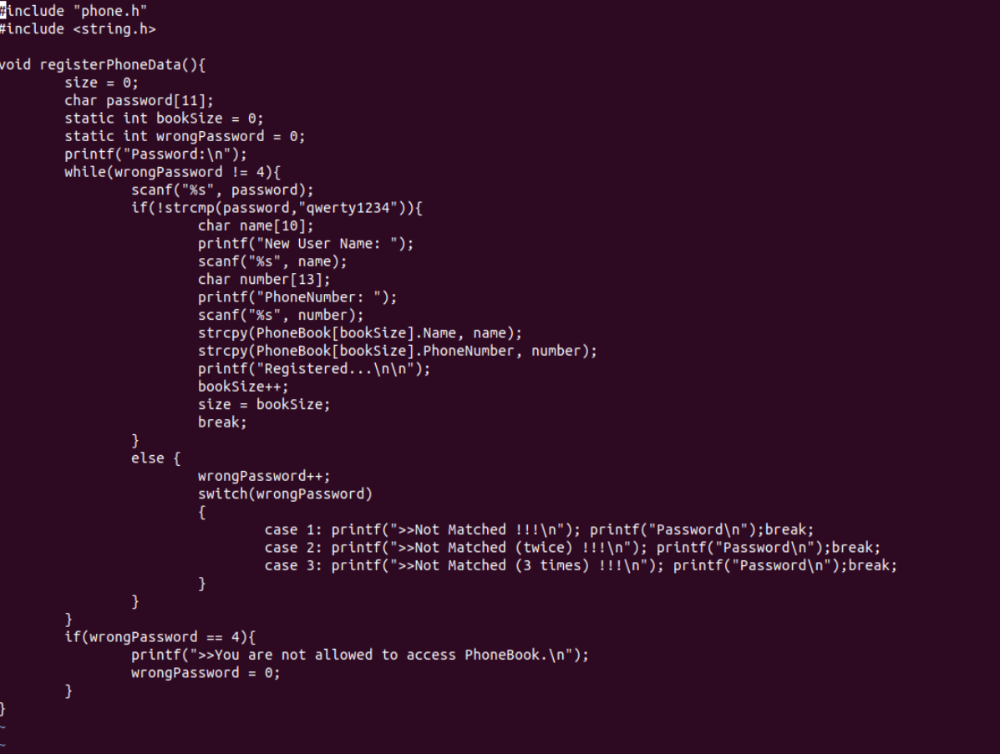 #include "phone.h"
#include <string.h>

void registerPhoneData(){
        size = 0;
        char password[11];
        static int bookSize = 0;
        static int wrongPassword = 0;
        printf("Password:\n");
        while(wrongPassword != 4){
                scanf("%s", password);
                if(!strcmp(password,"qwerty1234")){
                        char name[10];
                        printf("New User Name: ");
                        scanf("%s", name);
                        char number[13];
                        printf("PhoneNumber: ");
                        scanf("%s", number);
                        strcpy(PhoneBook[bookSize].Name, name);
                        strcpy(PhoneBook[bookSize].PhoneNumber, number);
                        printf("Registered...\n\n");
                        bookSize++;
                        size = bookSize;
                        break;
                }
                else {
                        wrongPassword++;
                        switch(wrongPassword)
                        {
                                case 1: printf(">>Not Matched !!!\n"); printf("Password\n");break;
                                case 2: printf(">>Not Matched (twice) !!!\n"); printf("Password\n");break;
                                case 3: printf(">>Not Matched (3 times) !!!\n"); printf("Password\n");break;
                        }
                }
        }
        if(wrongPassword == 4){
                printf(">>You are not allowed to access PhoneBook.\n");
                wrongPassword = 0;
        }
}
~
~